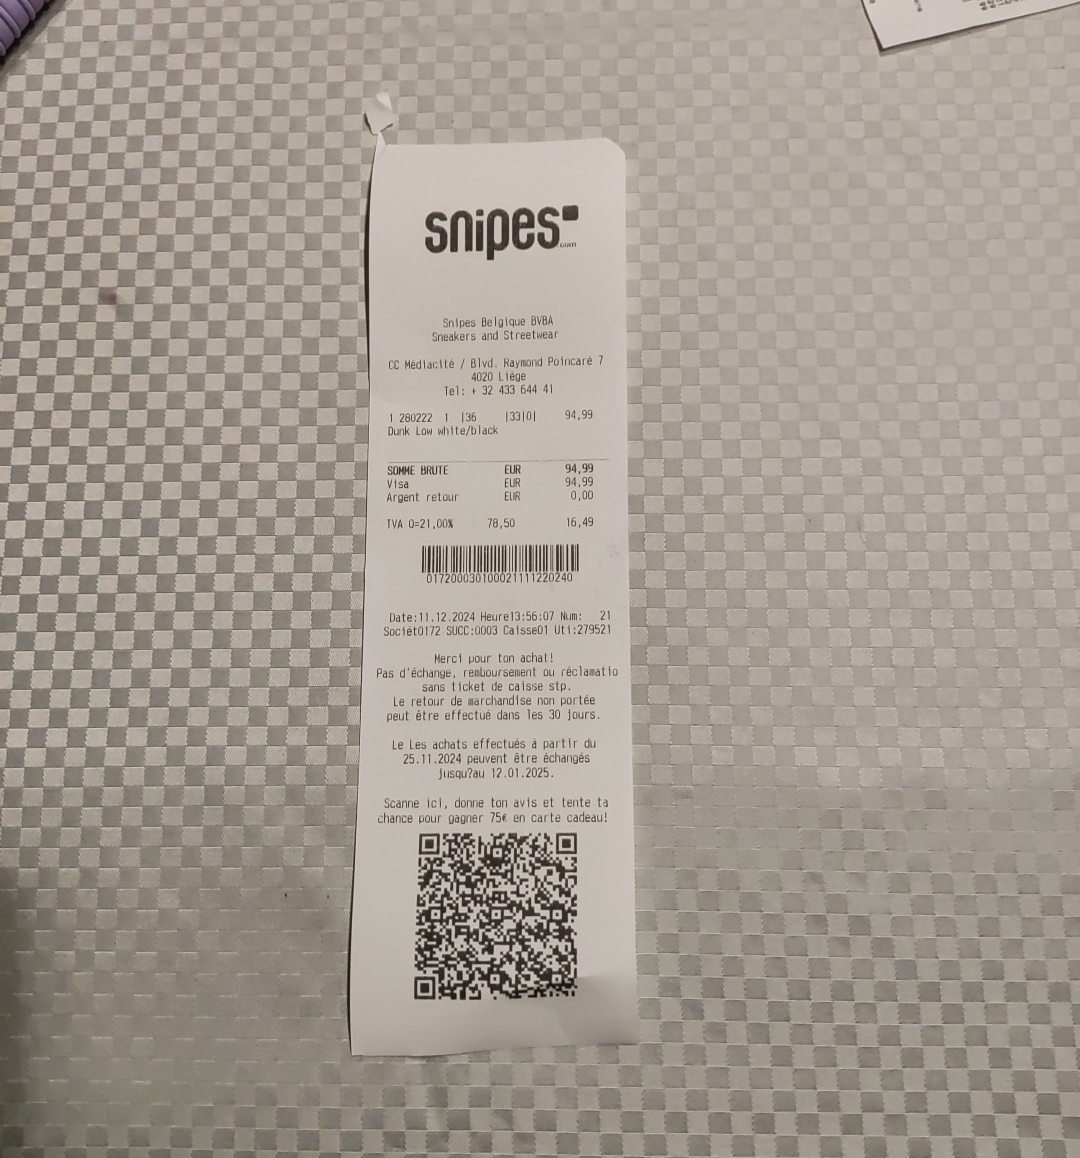 snipes
.com
Snipes Belgique BVBA
Sneakers and Streetwear
CC Médiacité / Blvd. Raymond Poincaré 7
4020 Liège
Tel: + 32 433 644 41
1 280222 1 |36 |33|0| 94,99
Dunk Low white/black
SOMME BRUTE EUR 94,99
Visa EUR 94,99
Argent retour EUR 0,00
TVA 0=21,00% 78,50 16,49
017200030100021111220240
Date:11.12.2024 Heure13:56:07 Num: 21
Sociét0172 SUCC:0003 Caisse01 Uti:279521
Merci pour ton achat!
Pas d'échange, remboursement ou réclamatio
sans ticket de caisse stp.
Le retour de marchandise non portée
peut être effectué dans les 30 jours.
Le Les achats effectués à partir du
25.11.2024 peuvent être échangés
jusqu?au 12.01.2025.
Scanne ici, donne ton avis et tente ta
chance pour gagner 75€ en carte cadeau!